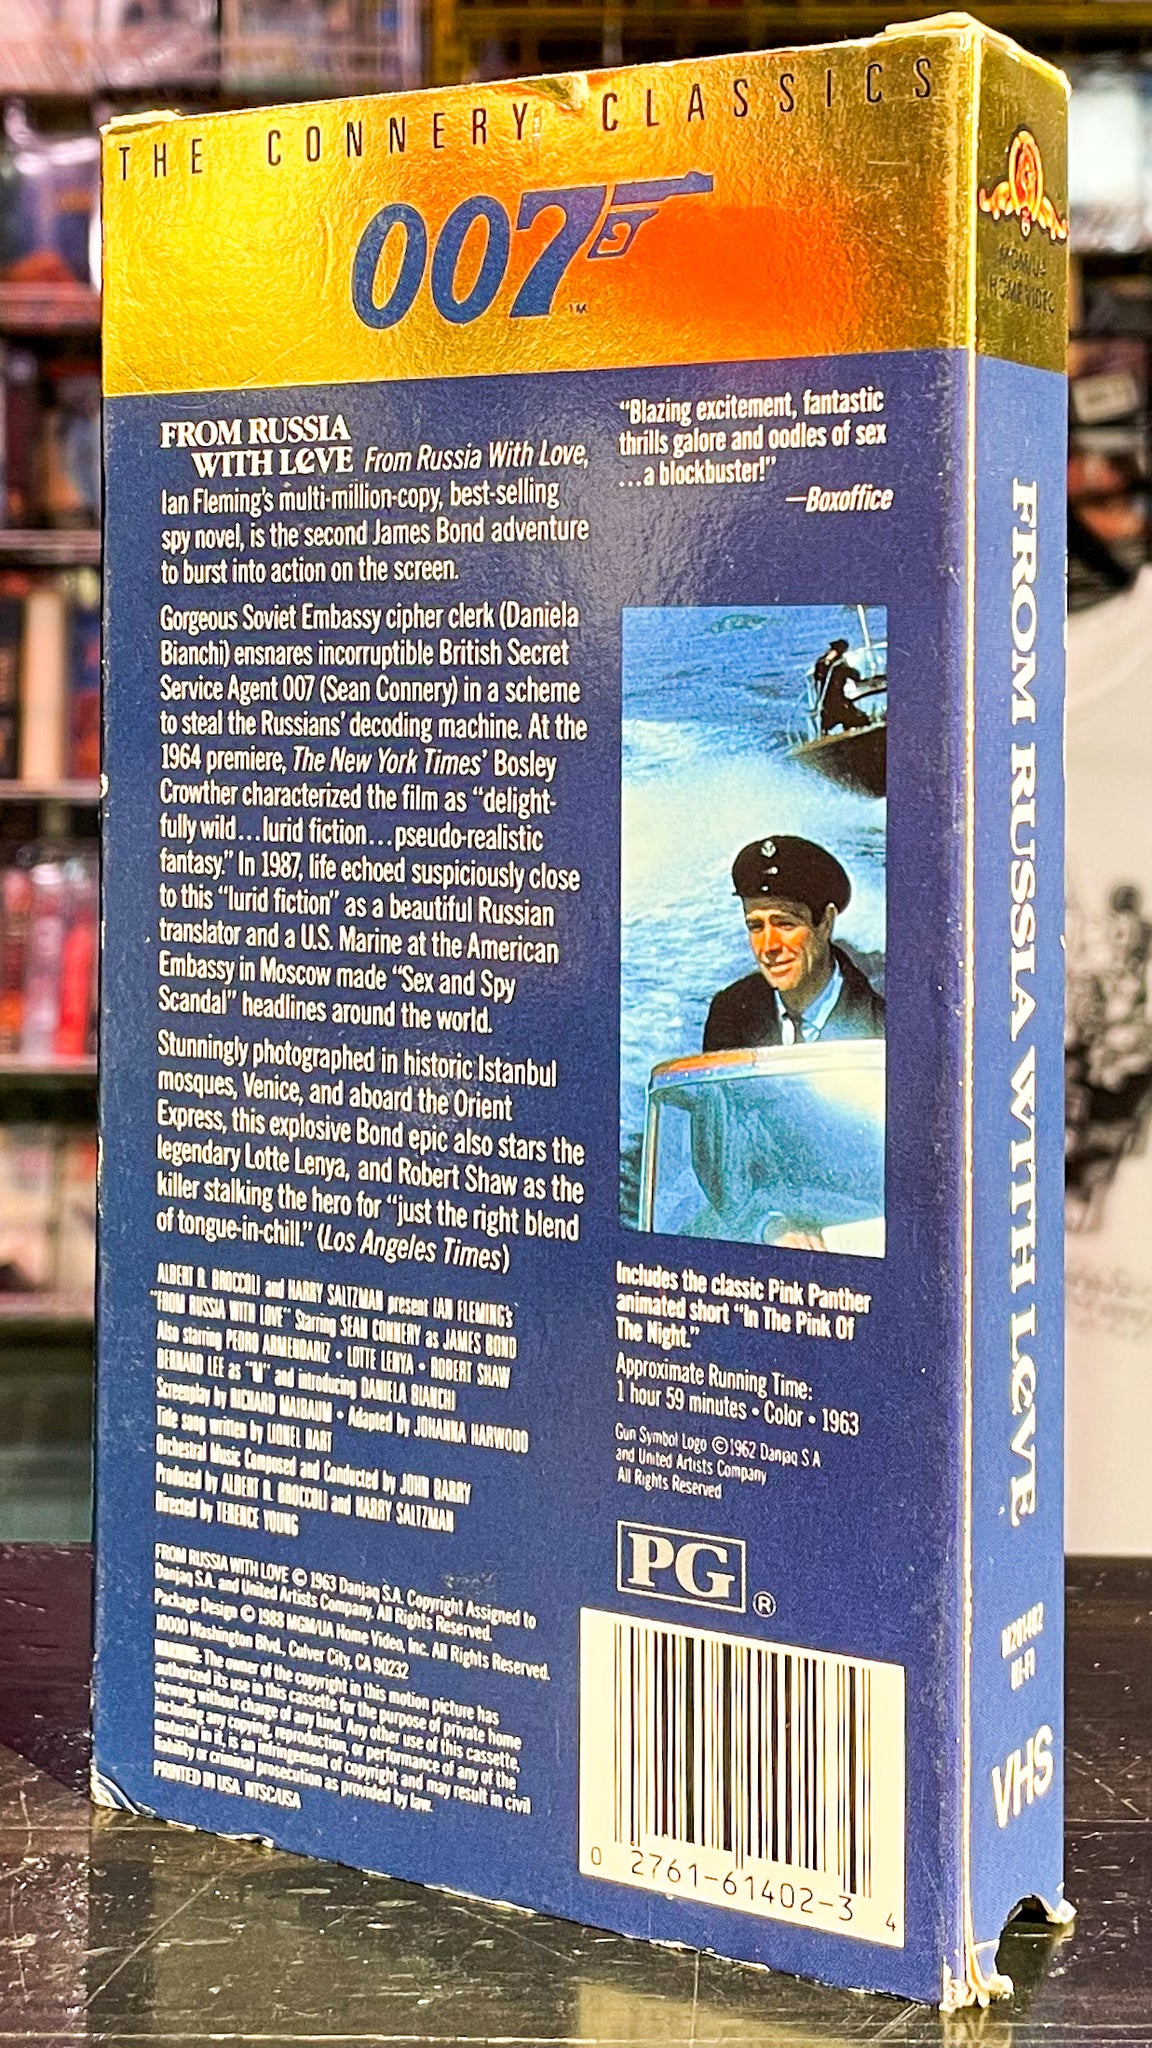 THE CONNERY CLASSICS
007
TM
FROM RUSSIA
WITH LOVE From Russia With Love,
Ian Fleming's multi-million-copy, best-selling
spy novel, is the second James Bond adventure
to burst into action on the screen.
Gorgeous Soviet Embassy cipher clerk (Daniela
Bianchi) ensnares incorruptible British Secret
Service Agent 007 (Sean Connery) in a scheme
to steal the Russians' decoding machine. At the
1964 premiere, The New York Times' Bosley
Crowther characterized the film as "delight-
fully wild...lurid fiction...pseudo-realistic
fantasy." In 1987, life echoed suspiciously close
to this "lurid fiction" as a beautiful Russian
translator and a U.S. Marine at the American
Embassy in Moscow made "Sex and Spy
Scandal" headlines around the world.
Stunningly photographed in historic Istanbul
mosques, Venice, and aboard the Orient
Express, this explosive Bond epic also stars the
legendary Lotte Lenya, and Robert Shaw as the
killer stalking the hero for "just the right blend
of tongue-in-chill." (Los Angeles Times)
ALBERT R. BROCCOLI and HARRY SALTZMAN present IAN FLEMING'S
"FROM RUSSIA WITH LOVE" Starring SEAN CONNERY as JAMES BOND
Also starring PEDRO ARMENDARIZ • LOTTE LENYA • ROBERT SHAW
BERNARD LEE as "M" and introducing DANIELA BIANCHI
Screenplay by RICHARD MAIBAUM • Adapted by JOHANNA HARWOOD
Title song written by LIONEL BART
Orchestral Music Composed and Conducted by JOHN BARRY
Produced by ALBERT R. BROCCOLI and HARRY SALTZMAN
Directed by TERENCE YOUNG
FROM RUSSIA WITH LOVE © 1963 Danjaq S.A. Copyright Assigned to
Danjaq S.A. and United Artists Company. All Rights Reserved.
Package Design © 1988 MGM/UA Home Video, Inc. All Rights Reserved.
10000 Washington Blvd., Culver City, CA 90232
WARNING: The owner of the copyright in this motion picture has
authorized its use in this cassette for the purpose of private home
viewing without charge of any kind. Any other use of this cassette,
including any copying, reproduction, or performance of any of the
material in it, is an infringement of copyright and may result in civil
liability or criminal prosecution as provided by law.
PRINTED IN USA. NTSC/USA
"Blazing excitement, fantastic
thrills galore and oodles of sex
...a blockbuster!"
—Boxoffice
Includes the classic Pink Panther
animated short "In The Pink Of
The Night."
Approximate Running Time:
1 hour 59 minutes • Color • 1963
Gun Symbol Logo © 1962 Danjaq S A
and United Artists Company
All Rights Reserved
PG ®
0 2761-61402-3 4
MGM/UA
HOME VIDEO
FROM RUSSIA WITH LOVE
M201402
HI-FI
VHS